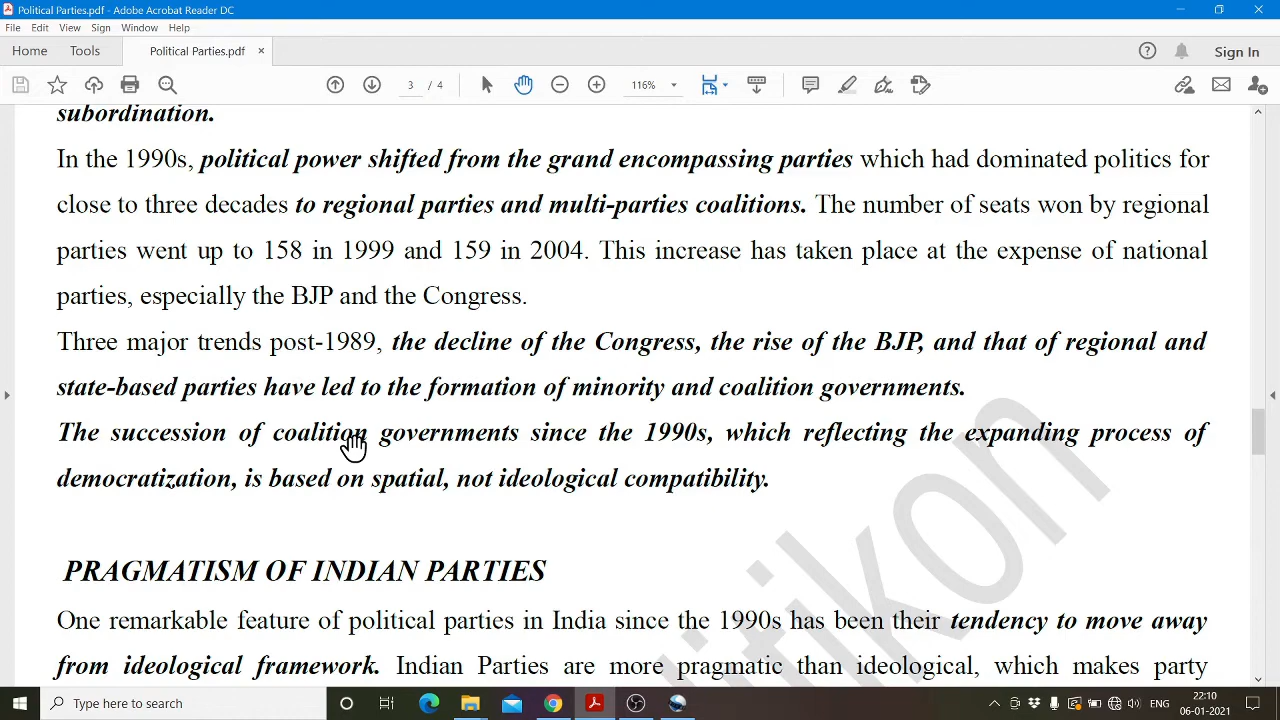 Political Parties.pdf - Adobe Acrobat Reader DC
File Edit View Sign Window Help
Home Tools Political Parties.pdf × Sign In
3 / 4 116%
subordination.
In the 1990s, political power shifted from the grand encompassing parties which had dominated politics for
close to three decades to regional parties and multi-parties coalitions. The number of seats won by regional
parties went up to 158 in 1999 and 159 in 2004. This increase has taken place at the expense of national
parties, especially the BJP and the Congress.
Three major trends post-1989, the decline of the Congress, the rise of the BJP, and that of regional and
state-based parties have led to the formation of minority and coalition governments.
The succession of coalition governments since the 1990s, which reflecting the expanding process of
democratization, is based on spatial, not ideological compatibility.
PRAGMATISM OF INDIAN PARTIES
One remarkable feature of political parties in India since the 1990s has been their tendency to move away
from ideological framework. Indian Parties are more pragmatic than ideological, which makes party
itikon
Type here to search
ENG
22:10
06-01-2021